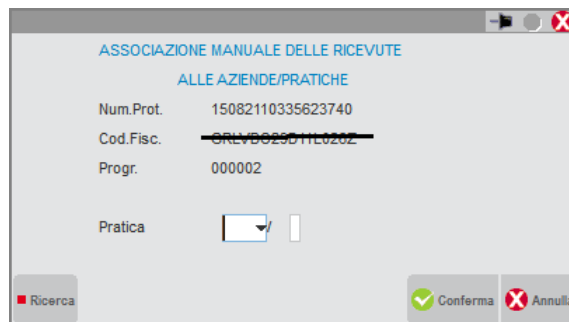 ASSOCIAZIONE MANUALE DELLE RICEVUTE
ALLE AZIENDE/PRATICHE
Num.Prot. 15082110335623740
Cod.Fisc.
Progr. 000002
Pratica /
Ricerca Conferma Annulla